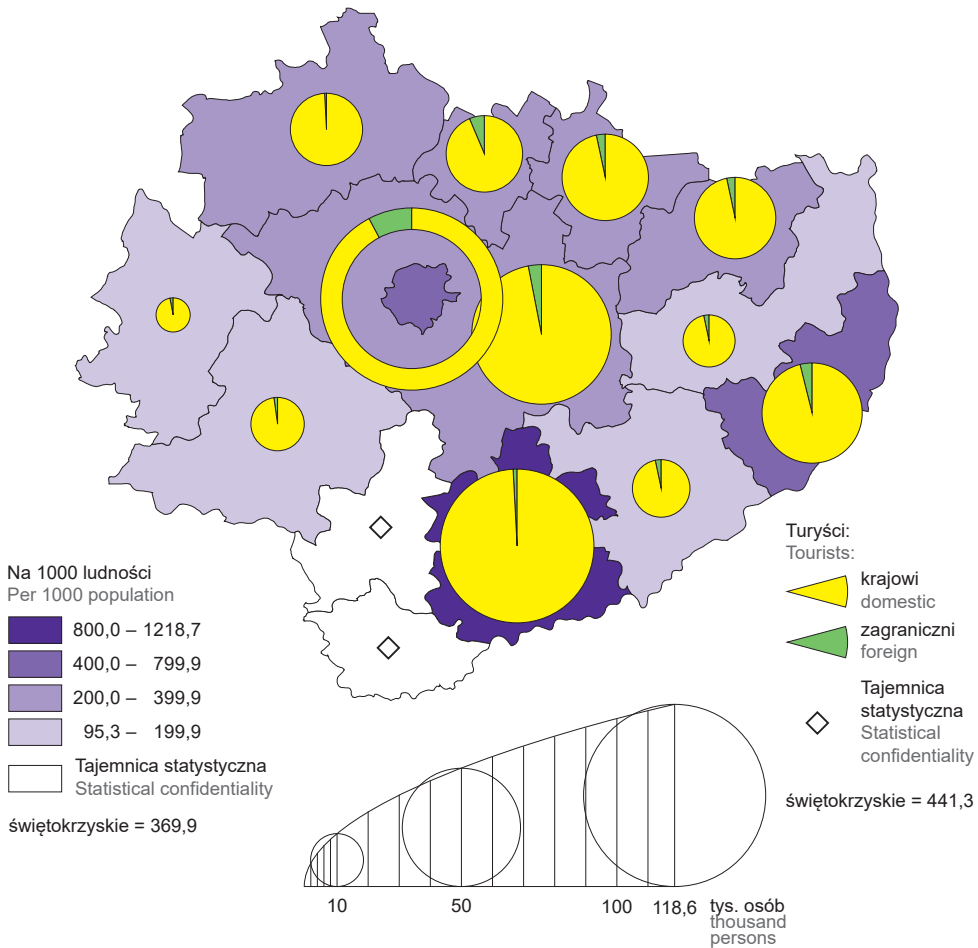 Na 1000 ludności
Per 1000 population
800,0 – 1218,7
400,0 – 799,9
200,0 – 399,9
95,3 – 199,9
Tajemnica statystyczna
Statistical confidentiality
świętokrzyskie = 369,9
Turyści:
Tourists:
krajowi
domestic
zagraniczni
foreign
Tajemnica
statystyczna
Statistical
confidentiality
świętokrzyskie = 441,3
10 50 100 118,6 tys. osób
thousand
persons